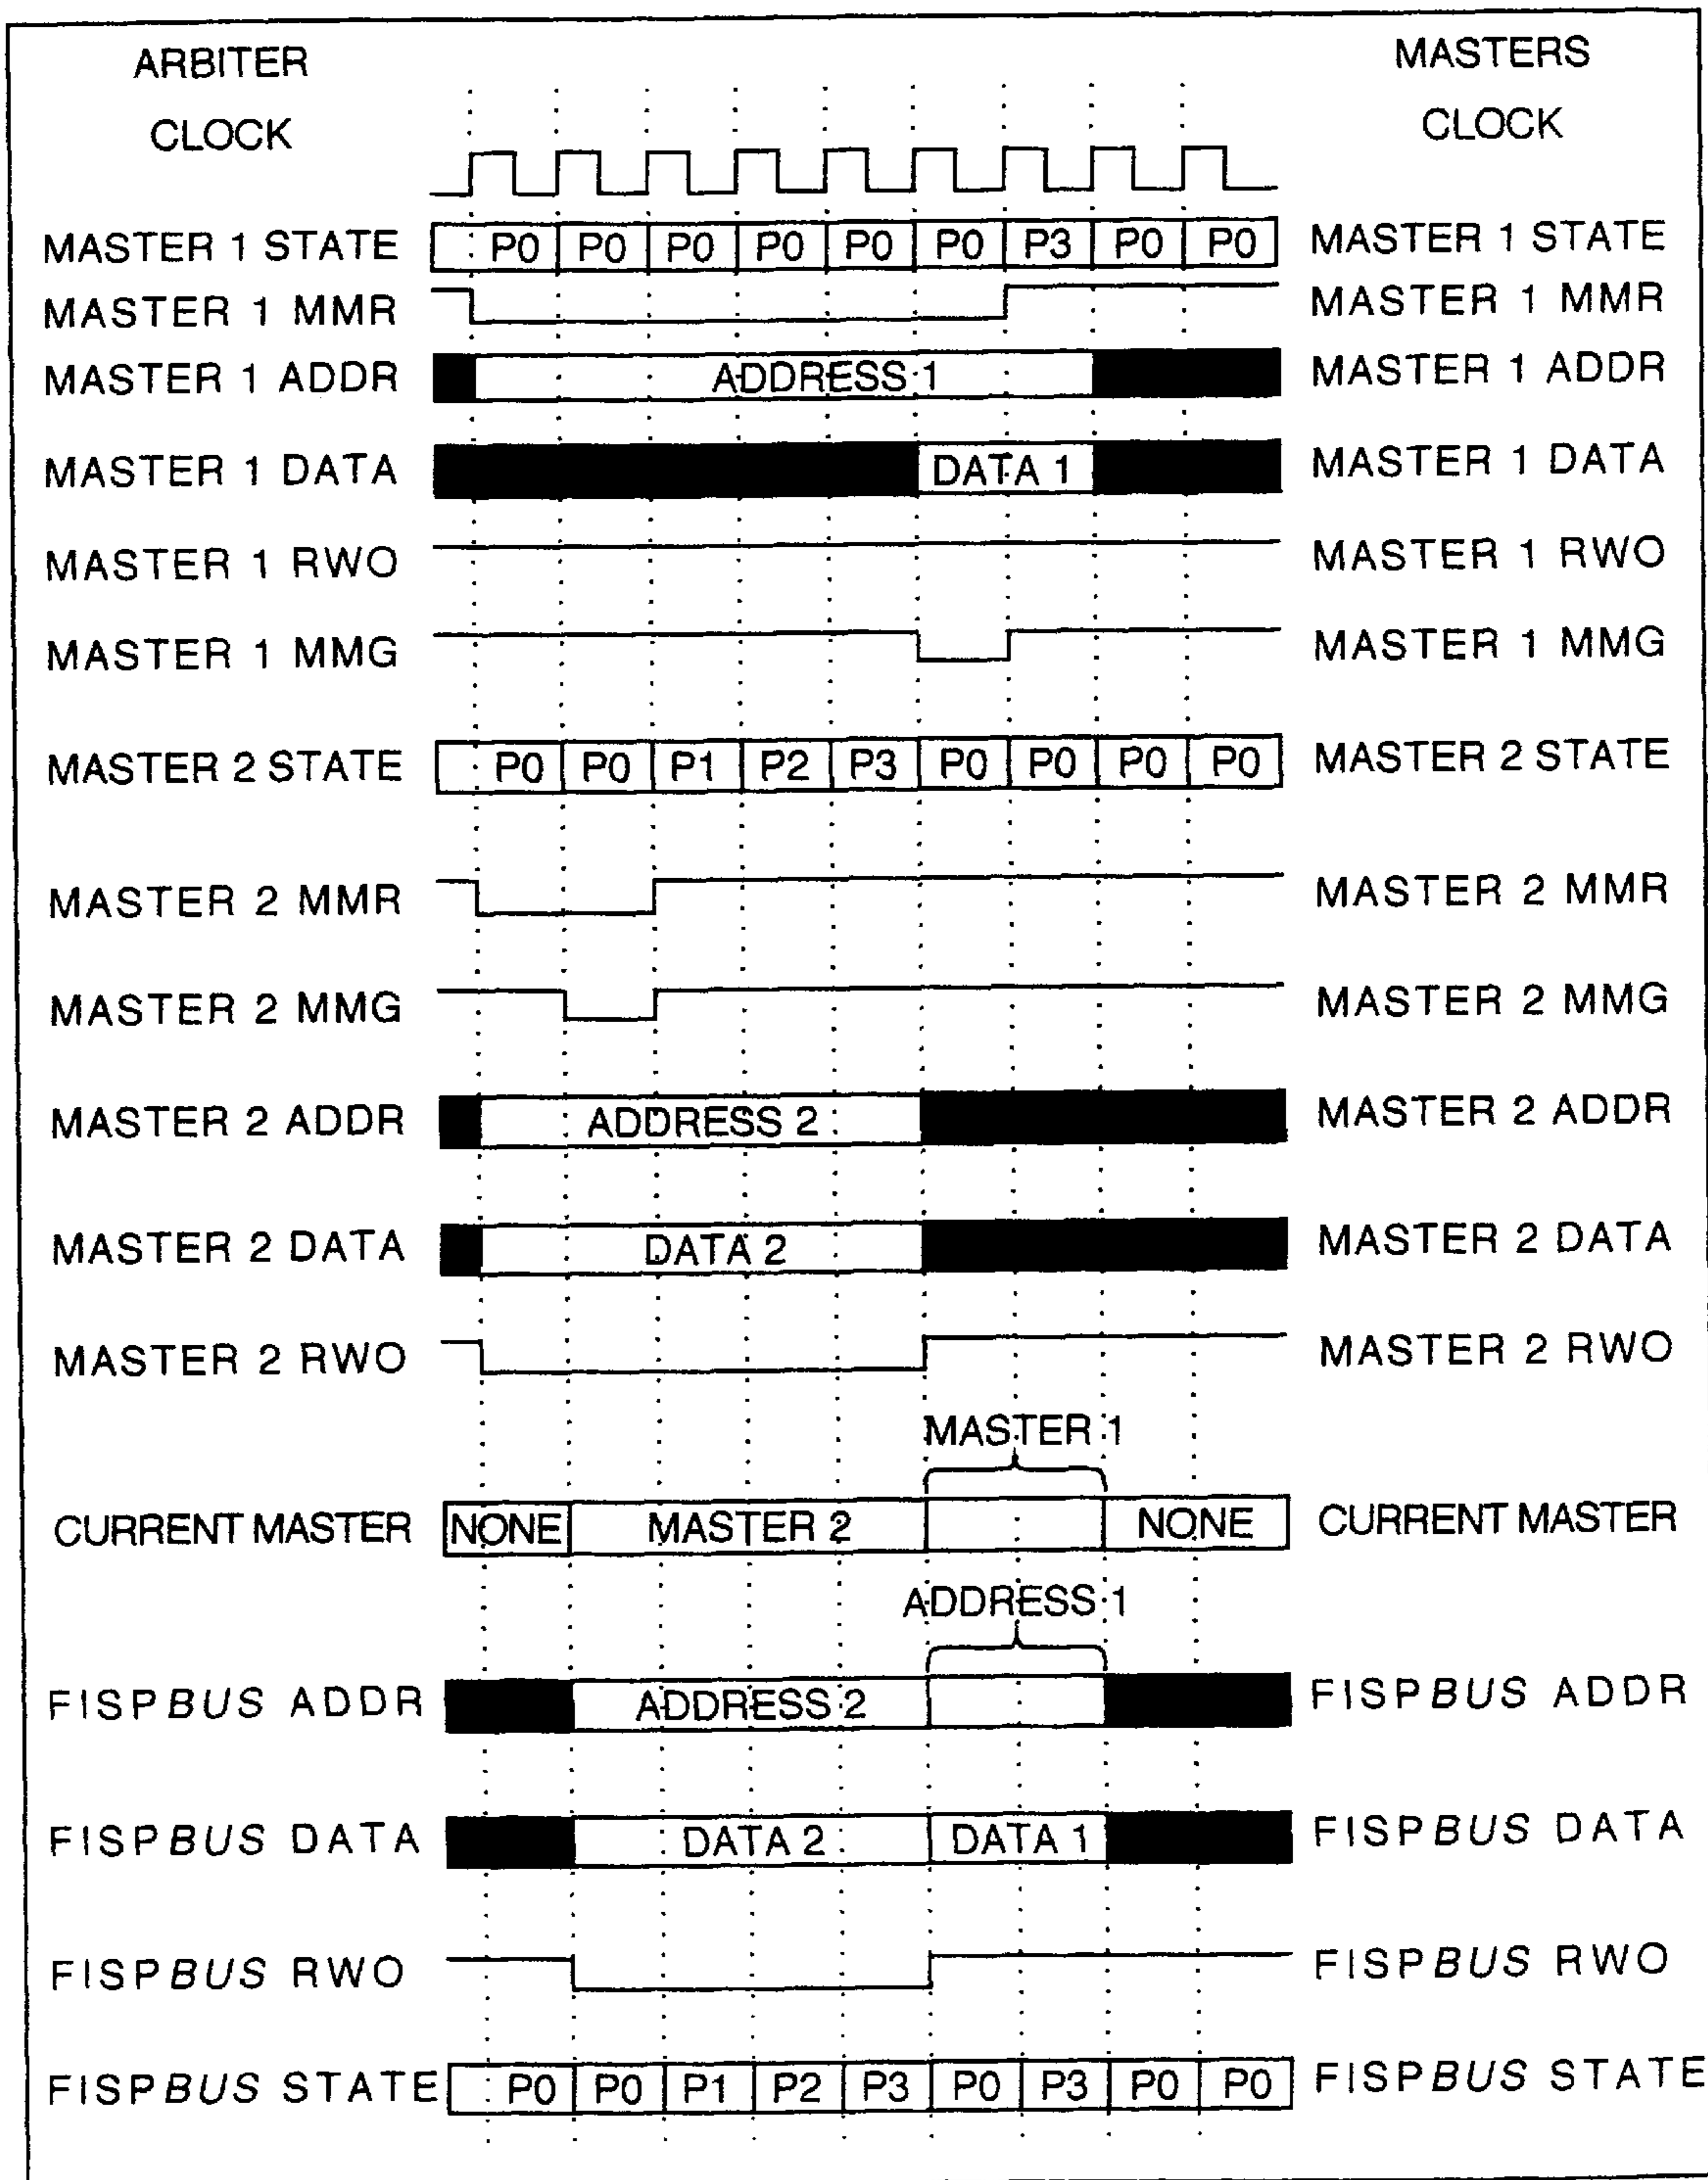 ARBITER MASTERS
CLOCK CLOCK
MASTER 1 STATE P0 P0 P0 P0 P0 P0 P3 P0 P0 MASTER 1 STATE
MASTER 1 MMR MASTER 1 MMR
MASTER 1 ADDR ADDRESS 1 MASTER 1 ADDR
MASTER 1 DATA DATA 1 MASTER 1 DATA
MASTER 1 RWO MASTER 1 RWO
MASTER 1 MMG MASTER 1 MMG
MASTER 2 STATE P0 P0 P1 P2 P3 P0 P0 P0 P0 MASTER 2 STATE
MASTER 2 MMR MASTER 2 MMR
MASTER 2 MMG MASTER 2 MMG
MASTER 2 ADDR ADDRESS 2 MASTER 2 ADDR
MASTER 2 DATA DATA 2 MASTER 2 DATA
MASTER 2 RWO MASTER 2 RWO
MASTER 1
CURRENT MASTER NONE MASTER 2 NONE CURRENT MASTER
ADDRESS 1
FISPBUS ADDR ADDRESS 2 FISPBUS ADDR
FISPBUS DATA DATA 2 DATA 1 FISPBUS DATA
FISPBUS RWO FISPBUS RWO
FISPBUS STATE P0 P0 P1 P2 P3 P0 P3 P0 P0 FISPBUS STATE